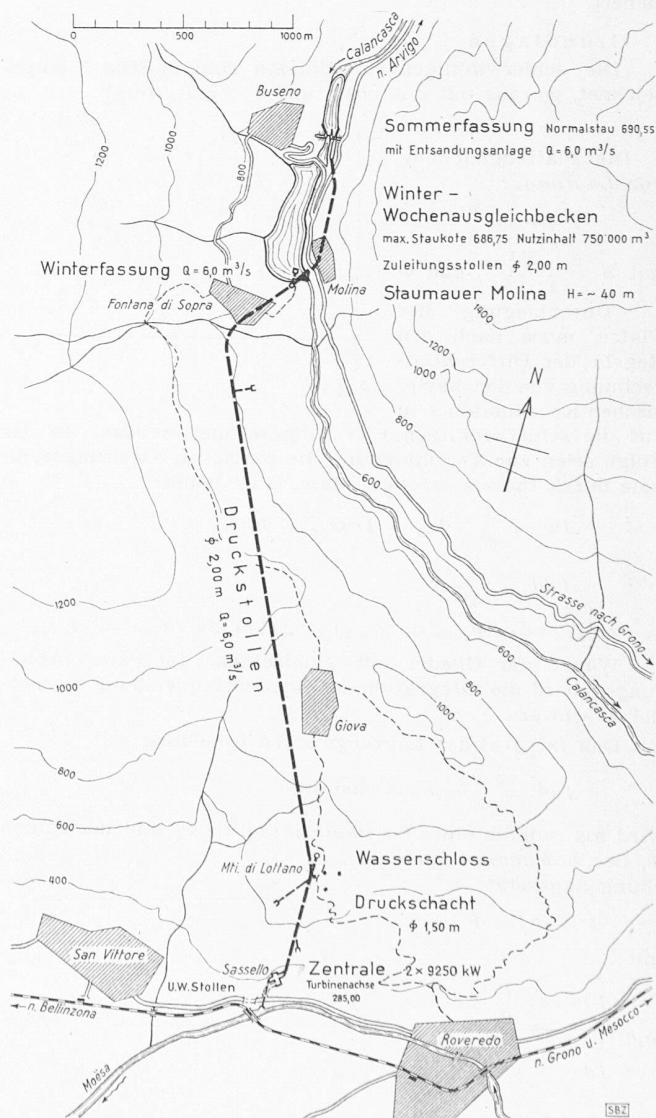 0 500 1000 m
Calancasca
n. Arvigo
Buseno
1000
1200
800
Sommerfassung Normalstau 690,55
mit Entsandungsanlage Q = 6,0 m³/s
Winter –
Wochenausgleichbecken
max. Staukote 686,75 Nutzinhalt 750'000 m³
Zuleitungsstollen ϕ 2,00 m
Staumauer Molina H = ~ 40 m
Winterfassung Q = 6,0 m³/s
Molina
Fontana di Sopra
1400
1200
1000
800
N
600
Druckstollen
ϕ 2,00 m Q = 6,0 m³/s
1200
Strasse nach Grono
600
Calancasca
1000
800
1000
Giova
800
600
Mti. di Lottano
Wasserschloss
400
Druckschacht
ϕ 1,50 m
San Vittore
Sassello
Zentrale 2 × 9250 kW
Turbinenachse
285,00
U.W. Stollen
n. Bellinzona
Roveredo
n. Grono u. Mesocco
Moësa
SBZ